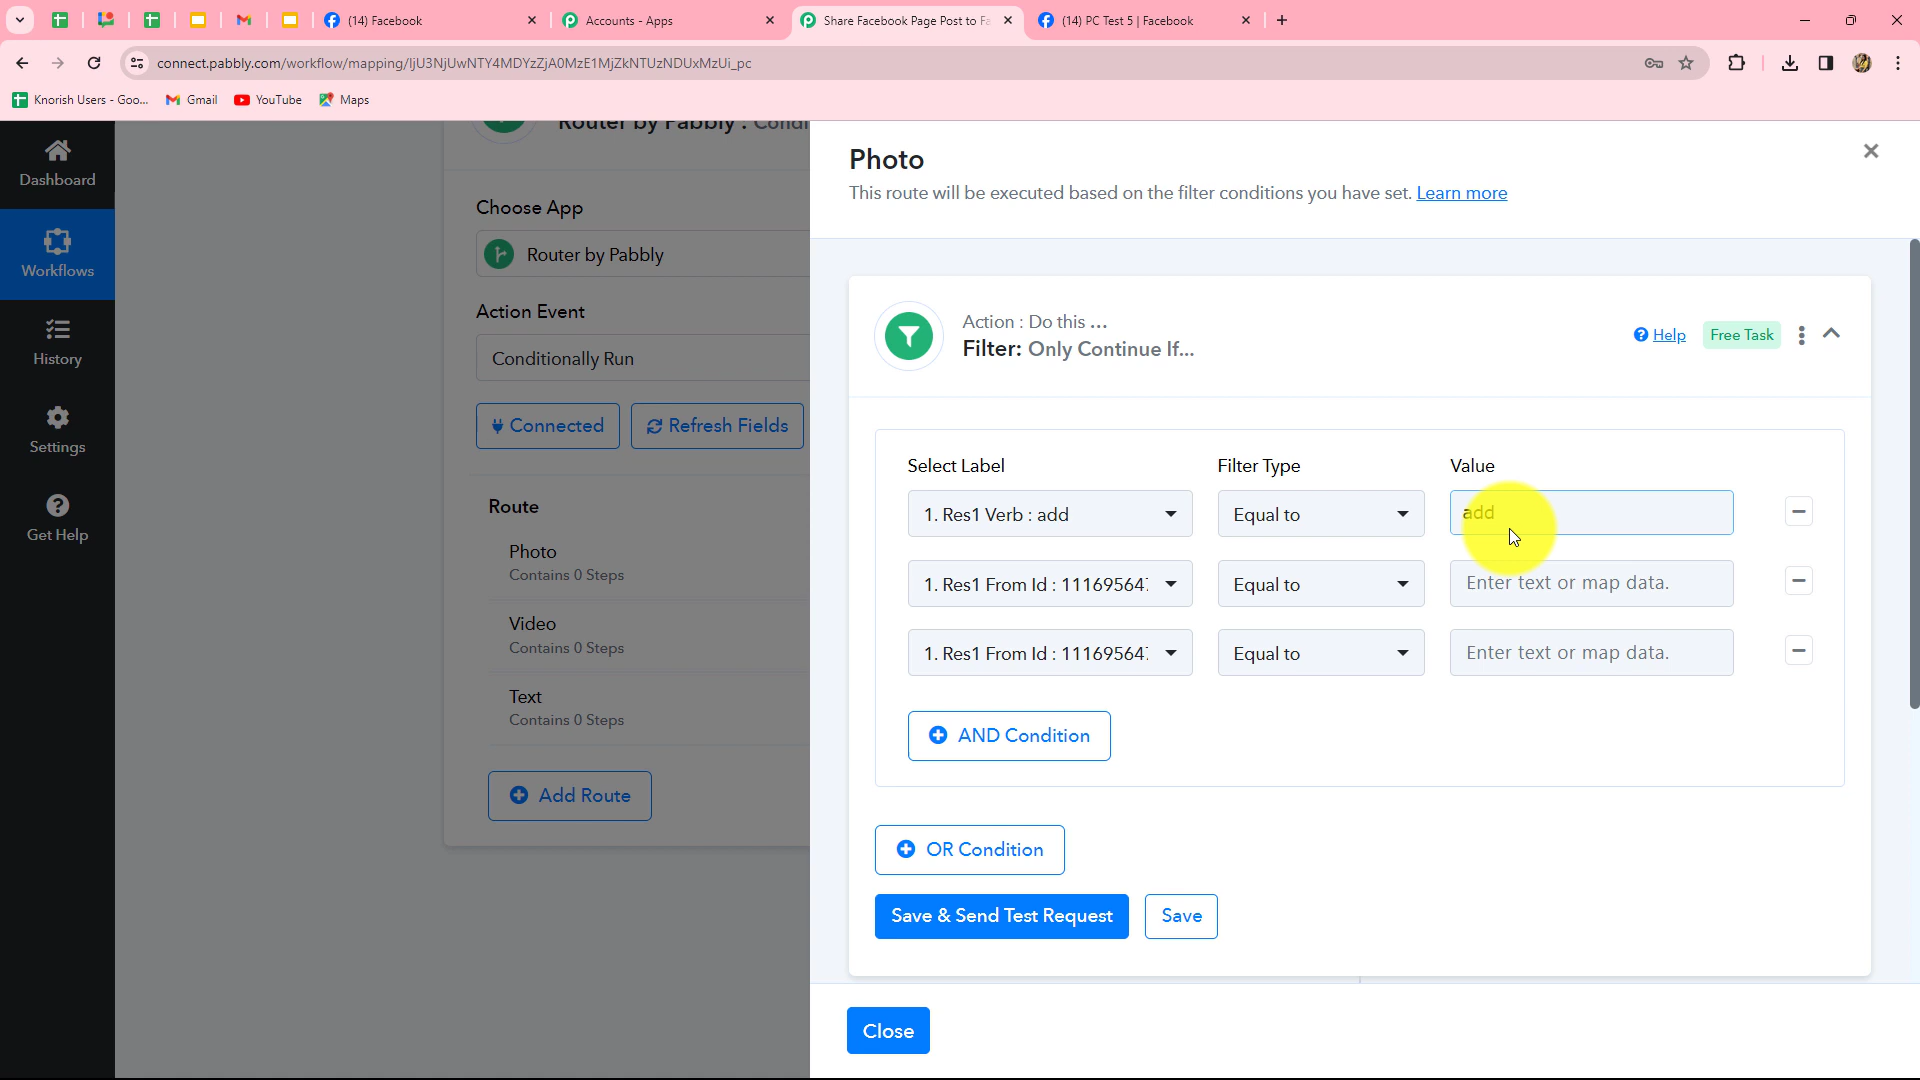 (14) Facebook
Accounts - Apps
Share Facebook Page Post to Fa
(14) PC Test 5 | Facebook
connect.pabbly.com/workflow/mapping/IjU3NjUwNTY4MDYzZjA0MzE1MjZkNTUzNDUxMzUi_pc
Knorish Users - Goo...
Gmail
YouTube
Maps
Dashboard
Workflows
History
Settings
Get Help
Router by Pabbly : Condi
Choose App
Router by Pabbly
Action Event
Conditionally Run
Connected
Refresh Fields
Route
Photo
Contains 0 Steps
Video
Contains 0 Steps
Text
Contains 0 Steps
Add Route
Photo
This route will be executed based on the filter conditions you have set. Learn more
Action : Do this ...
Filter: Only Continue If...
Help
Free Task
Select Label
Filter Type
Value
1. Res1 Verb : add
Equal to
add
1. Res1 From Id : 11169564
Equal to
Enter text or map data.
1. Res1 From Id : 11169564
Equal to
Enter text or map data.
AND Condition
OR Condition
Save & Send Test Request
Save
Close